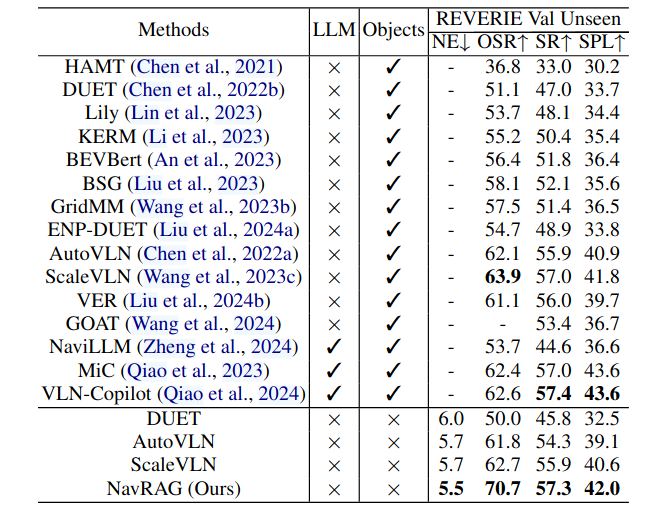 Methods LLM Objects REVERIE Val Unseen
NE↓ OSR↑ SR↑ SPL↑
HAMT (Chen et al., 2021) × ✓ - 36.8 33.0 30.2
DUET (Chen et al., 2022b) × ✓ - 51.1 47.0 33.7
Lily (Lin et al., 2023) × ✓ - 53.7 48.1 34.4
KERM (Li et al., 2023) × ✓ - 55.2 50.4 35.4
BEVBert (An et al., 2023) × ✓ - 56.4 51.8 36.4
BSG (Liu et al., 2023) × ✓ - 58.1 52.1 35.6
GridMM (Wang et al., 2023b) × ✓ - 57.5 51.4 36.5
ENP-DUET (Liu et al., 2024a) × ✓ - 54.7 48.9 33.8
AutoVLN (Chen et al., 2022a) × ✓ - 62.1 55.9 40.9
ScaleVLN (Wang et al., 2023c) × ✓ - 63.9 57.0 41.8
VER (Liu et al., 2024b) × ✓ - 61.1 56.0 39.7
GOAT (Wang et al., 2024) × ✓ - - 53.4 36.7
NaviLLM (Zheng et al., 2024) ✓ ✓ - 53.7 44.6 36.6
MiC (Qiao et al., 2023) ✓ ✓ - 62.4 57.0 43.6
VLN-Copilot (Qiao et al., 2024) ✓ ✓ - 62.6 57.4 43.6
DUET × × 6.0 50.0 45.8 32.5
AutoVLN × × 5.7 61.8 54.3 39.1
ScaleVLN × × 5.7 62.7 55.9 40.6
NavRAG (Ours) × × 5.5 70.7 57.3 42.0